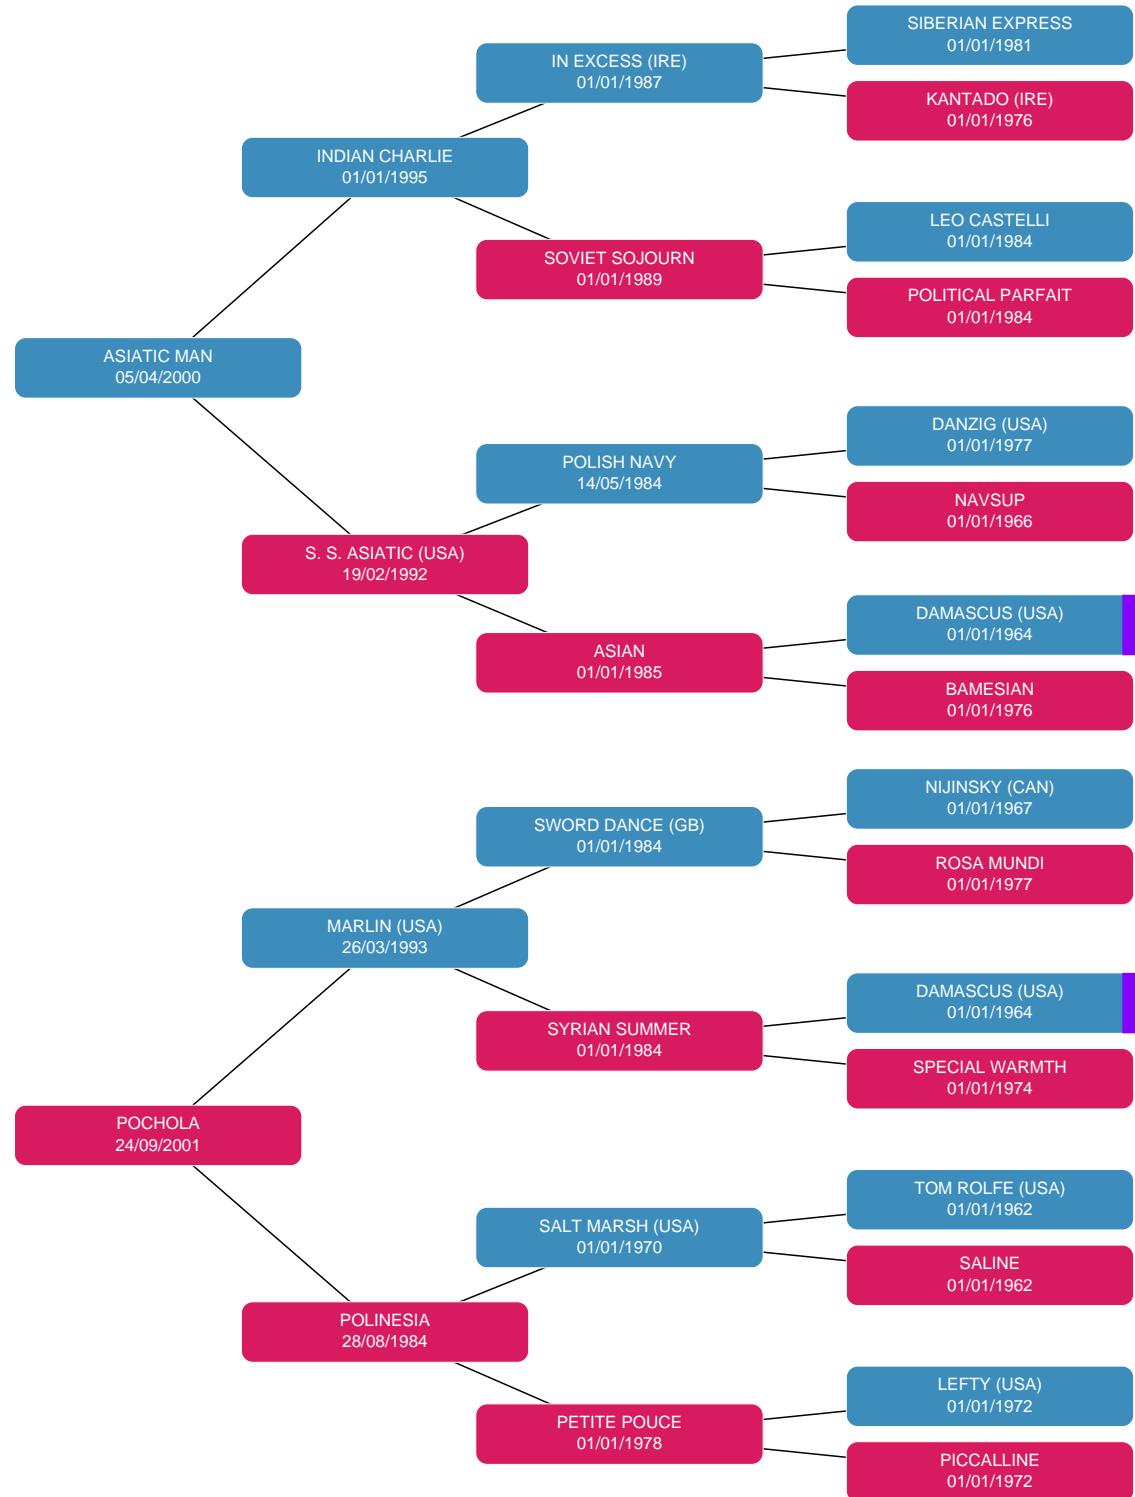 SIBERIAN EXPRESS
01/01/1981
IN EXCESS (IRE)
01/01/1987
KANTADO (IRE)
01/01/1976
INDIAN CHARLIE
01/01/1995
LEO CASTELLI
01/01/1984
SOVIET SOJOURN
01/01/1989
POLITICAL PARFAIT
01/01/1984
ASIATIC MAN
05/04/2000
DANZIG (USA)
01/01/1977
POLISH NAVY
14/05/1984
NAVSUP
01/01/1966
S. S. ASIATIC (USA)
19/02/1992
DAMASCUS (USA)
01/01/1964
ASIAN
01/01/1985
BAMESIAN
01/01/1976
NIJINSKY (CAN)
01/01/1967
SWORD DANCE (GB)
01/01/1984
ROSA MUNDI
01/01/1977
MARLIN (USA)
26/03/1993
DAMASCUS (USA)
01/01/1964
SYRIAN SUMMER
01/01/1984
SPECIAL WARMTH
01/01/1974
POCHOLA
24/09/2001
TOM ROLFE (USA)
01/01/1962
SALT MARSH (USA)
01/01/1970
SALINE
01/01/1962
POLINESIA
28/08/1984
LEFTY (USA)
01/01/1972
PETITE POUCE
01/01/1978
PICCALLINE
01/01/1972